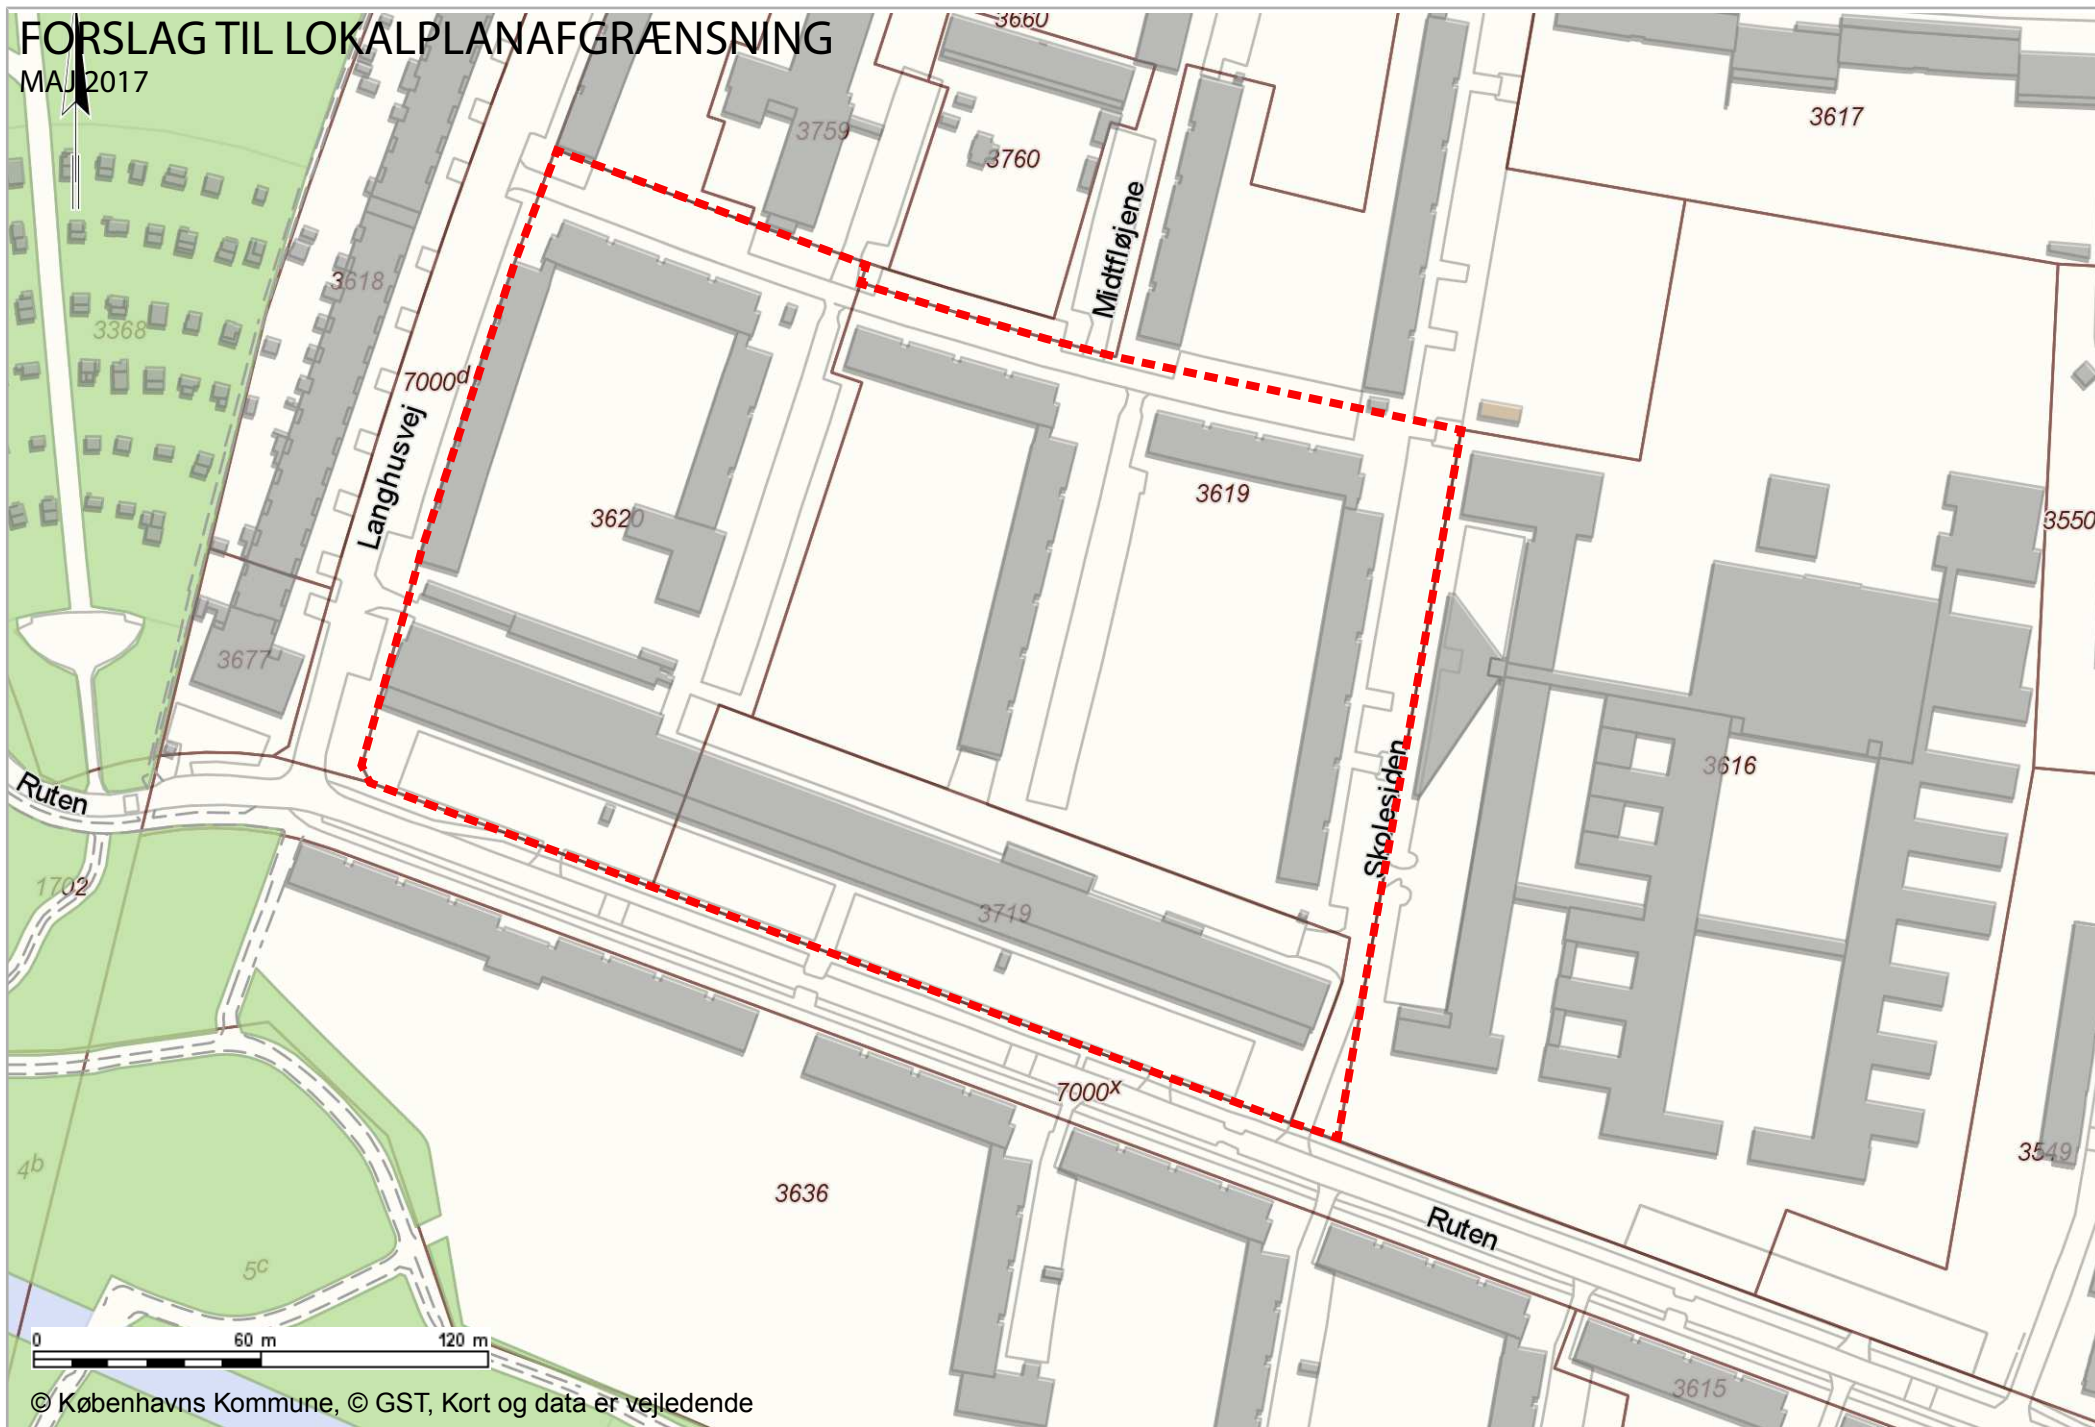 FORSLAG TIL LOKALPLANAFGRÆNSNING
MAJ 2017
3660
3617
3759
3760
Midtfløjene
3618
3368
7000d
Langhusvej
3620
3619
3550
3677
3616
Skolesiden
Ruten
1702
3719
7000x
3549
4b
3636
Ruten
5c
0 60 m 120 m
3615
© Københavns Kommune, © GST, Kort og data er vejledende